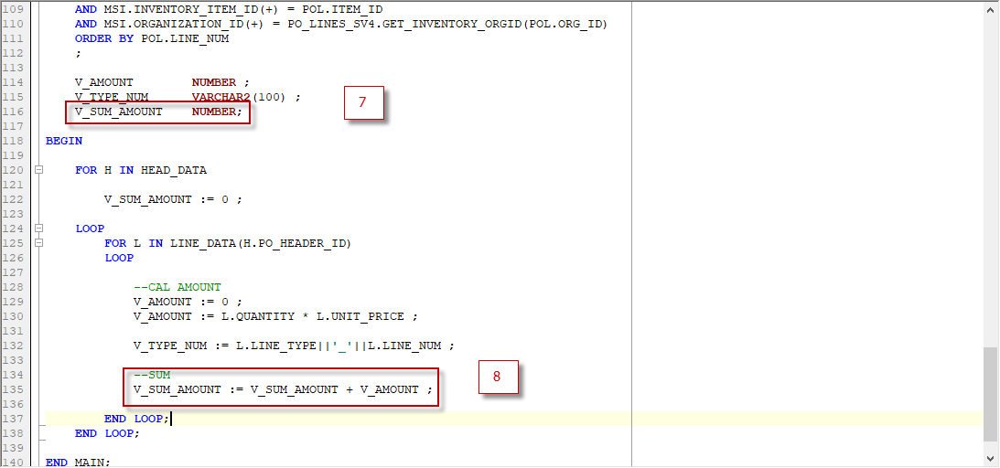 109 AND MSI.INVENTORY_ITEM_ID(+) = POL.ITEM_ID
110 AND MSI.ORGANIZATION_ID(+) = PO_LINES_SV4.GET_INVENTORY_ORGID(POL.ORG_ID)
111 ORDER BY POL.LINE_NUM
112 ;
113
114 V_AMOUNT NUMBER ;
115 V_TYPE_NUM VARCHAR2(100) ;
7
116 V_SUM_AMOUNT NUMBER;
117
118 BEGIN
119
120 FOR H IN HEAD_DATA
121
122 V_SUM_AMOUNT := 0 ;
123
124 LOOP
125 FOR L IN LINE_DATA(H.PO_HEADER_ID)
126 LOOP
127
128 --CAL AMOUNT
129 V_AMOUNT := 0 ;
130 V_AMOUNT := L.QUANTITY * L.UNIT_PRICE ;
131
132 V_TYPE_NUM := L.LINE_TYPE||'_'||L.LINE_NUM ;
133
134 --SUM
8
135 V_SUM_AMOUNT := V_SUM_AMOUNT + V_AMOUNT ;
136
137 END LOOP;
138 END LOOP;
139
140 END MAIN;